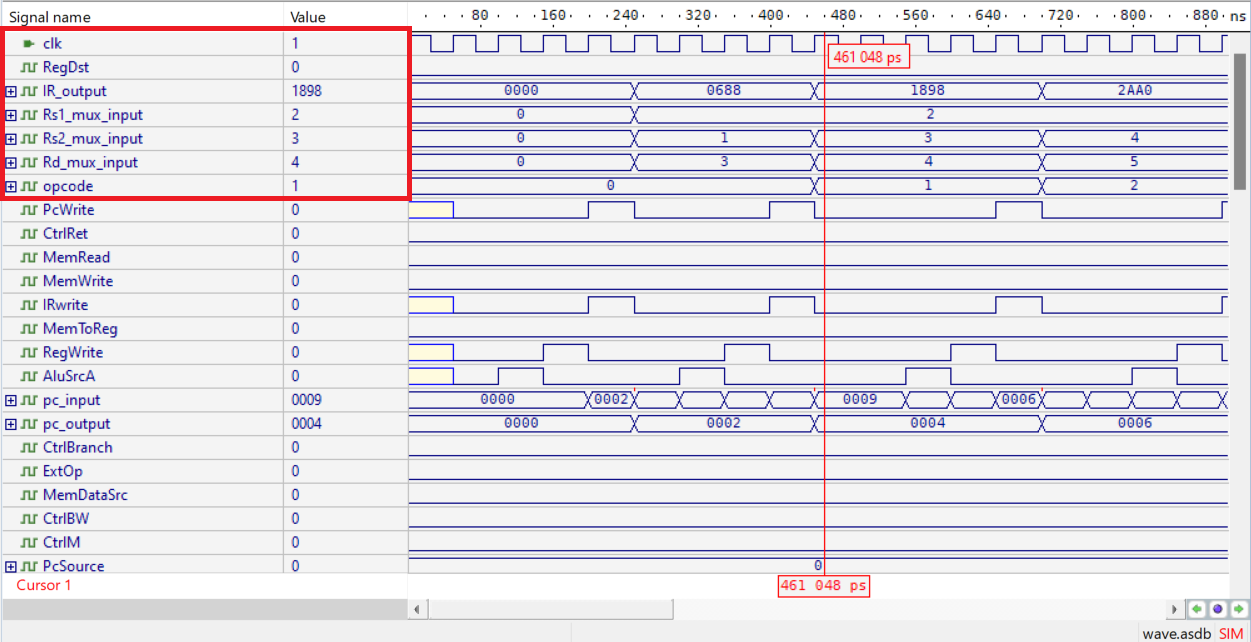 Signal name Value 80 160 240 320 400 480 560 640 720 800 880 ns
clk 1
461 048 ps
RegDst 0
IR_output 1898 0000 0688 1898 2AA0
Rs1_mux_input 2 0 2
Rs2_mux_input 3 0 1 3 4
Rd_mux_input 4 0 3 4 5
opcode 1 0 1 2
PcWrite 0
CtrlRet 0
MemRead 0
MemWrite 0
IRwrite 0
MemToReg 0
RegWrite 0
AluSrcA 0
pc_input 0009 0000 0002 0009 0006
pc_output 0004 0000 0002 0004 0006
CtrlBranch 0
ExtOp 0
MemDataSrc 0
CtrlBW 0
CtrlM 0
PcSource 0 0
Cursor 1 461 048 ps
wave.asdb SIM